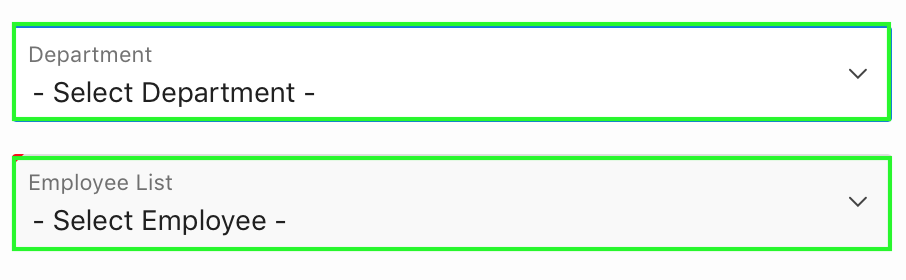 Department
- Select Department -
Employee List
- Select Employee -